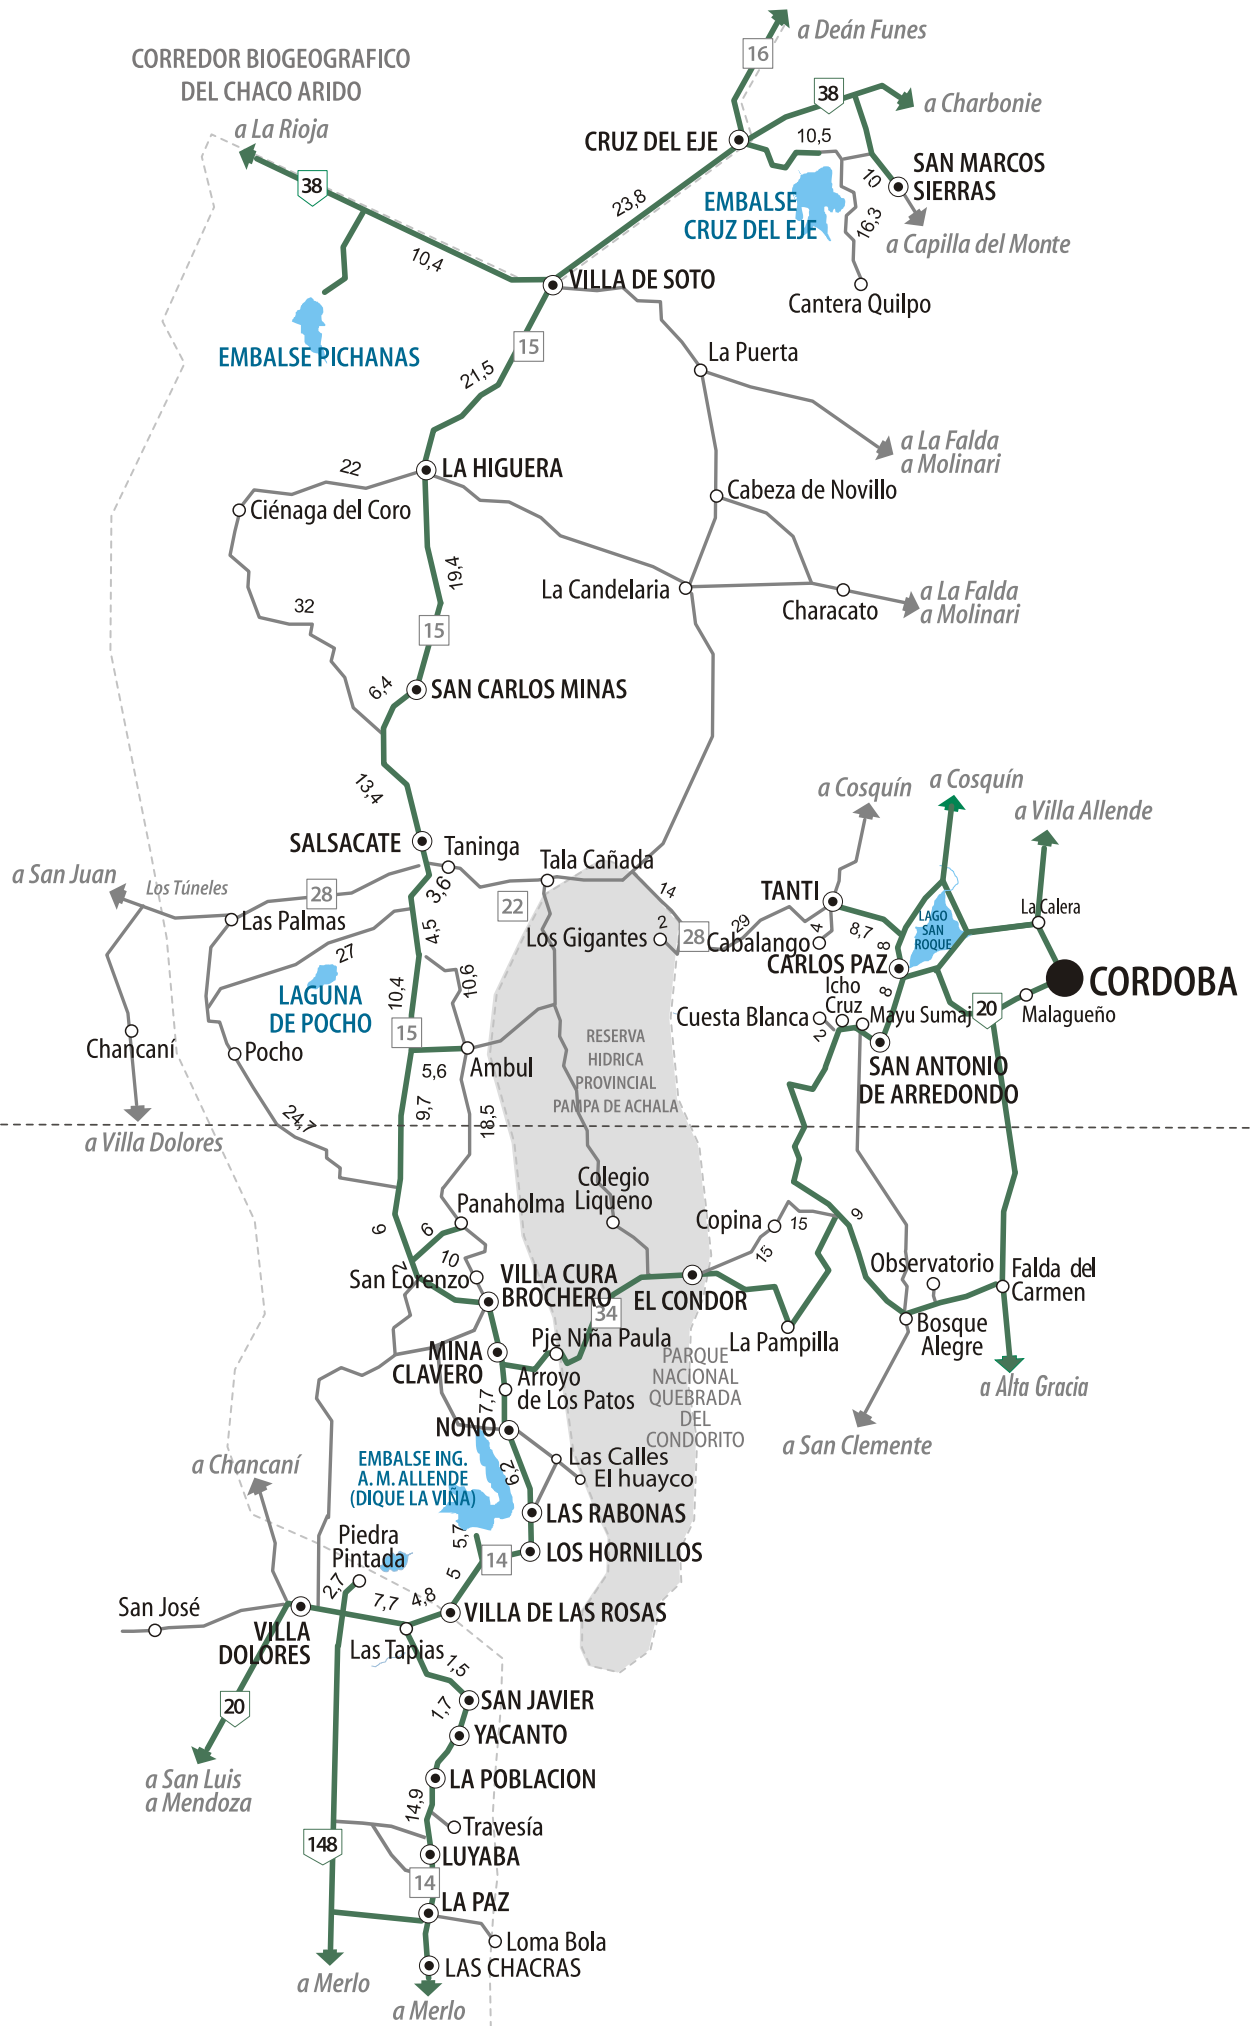 a Deán Funes
16
CORREDOR BIOGEOGRAFICO
DEL CHACO ARIDO
38
a Charbonie
a La Rioja
CRUZ DEL EJE
10,5
SAN MARCOS
SIERRAS
10
38
23,8
EMBALSE
CRUZ DEL EJE
16,3
a Capilla del Monte
10,4
VILLA DE SOTO
Cantera Quilpo
EMBALSE PICHANAS
15
La Puerta
21,5
a La Falda
a Molinari
22
LA HIGUERA
Ciénaga del Coro
Cabeza de Novillo
19,4
La Candelaria
a La Falda
a Molinari
Characato
32
15
6,4
SAN CARLOS MINAS
13,4
a Cosquín
a Cosquín
a Villa Allende
SALSACATE
Taninga
Tala Cañada
a San Juan
Los Túneles
28
3,6
22
14
TANTI
La Calera
Las Palmas
4,5
2
28
29
4
8,7
LAGO
SAN
ROQUE
Los Gigantes
Cabalango
8
27
10,6
CARLOS PAZ
CORDOBA
LAGUNA
DE POCHO
10,4
Icho
Cruz
8
20
Malagueño
Cuesta Blanca
Mayu Sumaj
2
15
RESERVA
HIDRICA
PROVINCIAL
PAMPA DE ACHALA
Chancaní
Pocho
Ambul
5,6
SAN ANTONIO
DE ARREDONDO
9,7
24,7
18,5
a Villa Dolores
Colegio
Liqueno
Panaholma
6
6
Copina
15
9
15
10
2
San Lorenzo
VILLA CURA
BROCHERO
EL CONDOR
Observatorio
Falda del
Carmen
34
La Pampilla
Bosque
Alegre
Pje Niña Paula
MINA
CLAVERO
PARQUE
NACIONAL
QUEBRADA
DEL
CONDORITO
Arroyo
de Los Patos
7,7
a Alta Gracia
NONO
a San Clemente
a Chancaní
EMBALSE ING.
A. M. ALLENDE
(DIQUE LA VIÑA)
6,2
Las Calles
El huayco
LAS RABONAS
Piedra
Pintada
5,7
14
LOS HORNILLOS
2,7
5
San José
7,7
4,8
VILLA DE LAS ROSAS
VILLA
DOLORES
Las Tapias
1,5
20
SAN JAVIER
1,7
YACANTO
a San Luis
a Mendoza
LA POBLACION
14,9
Travesía
148
LUYABA
14
LA PAZ
Loma Bola
a Merlo
LAS CHACRAS
a Merlo